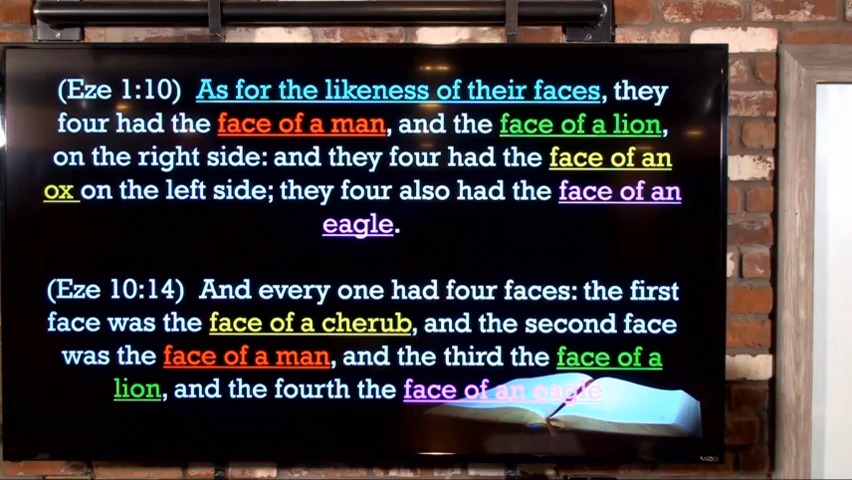 (Eze 1:10) As for the likeness of their faces, they
four had the face of a man, and the face of a lion,
on the right side: and they four had the face of an
ox on the left side; they four also had the face of an
eagle.
(Eze 10:14) And every one had four faces: the first
face was the face of a cherub, and the second face
was the face of a man, and the third the face of a
lion, and the fourth the face of an eagle
VIZIO